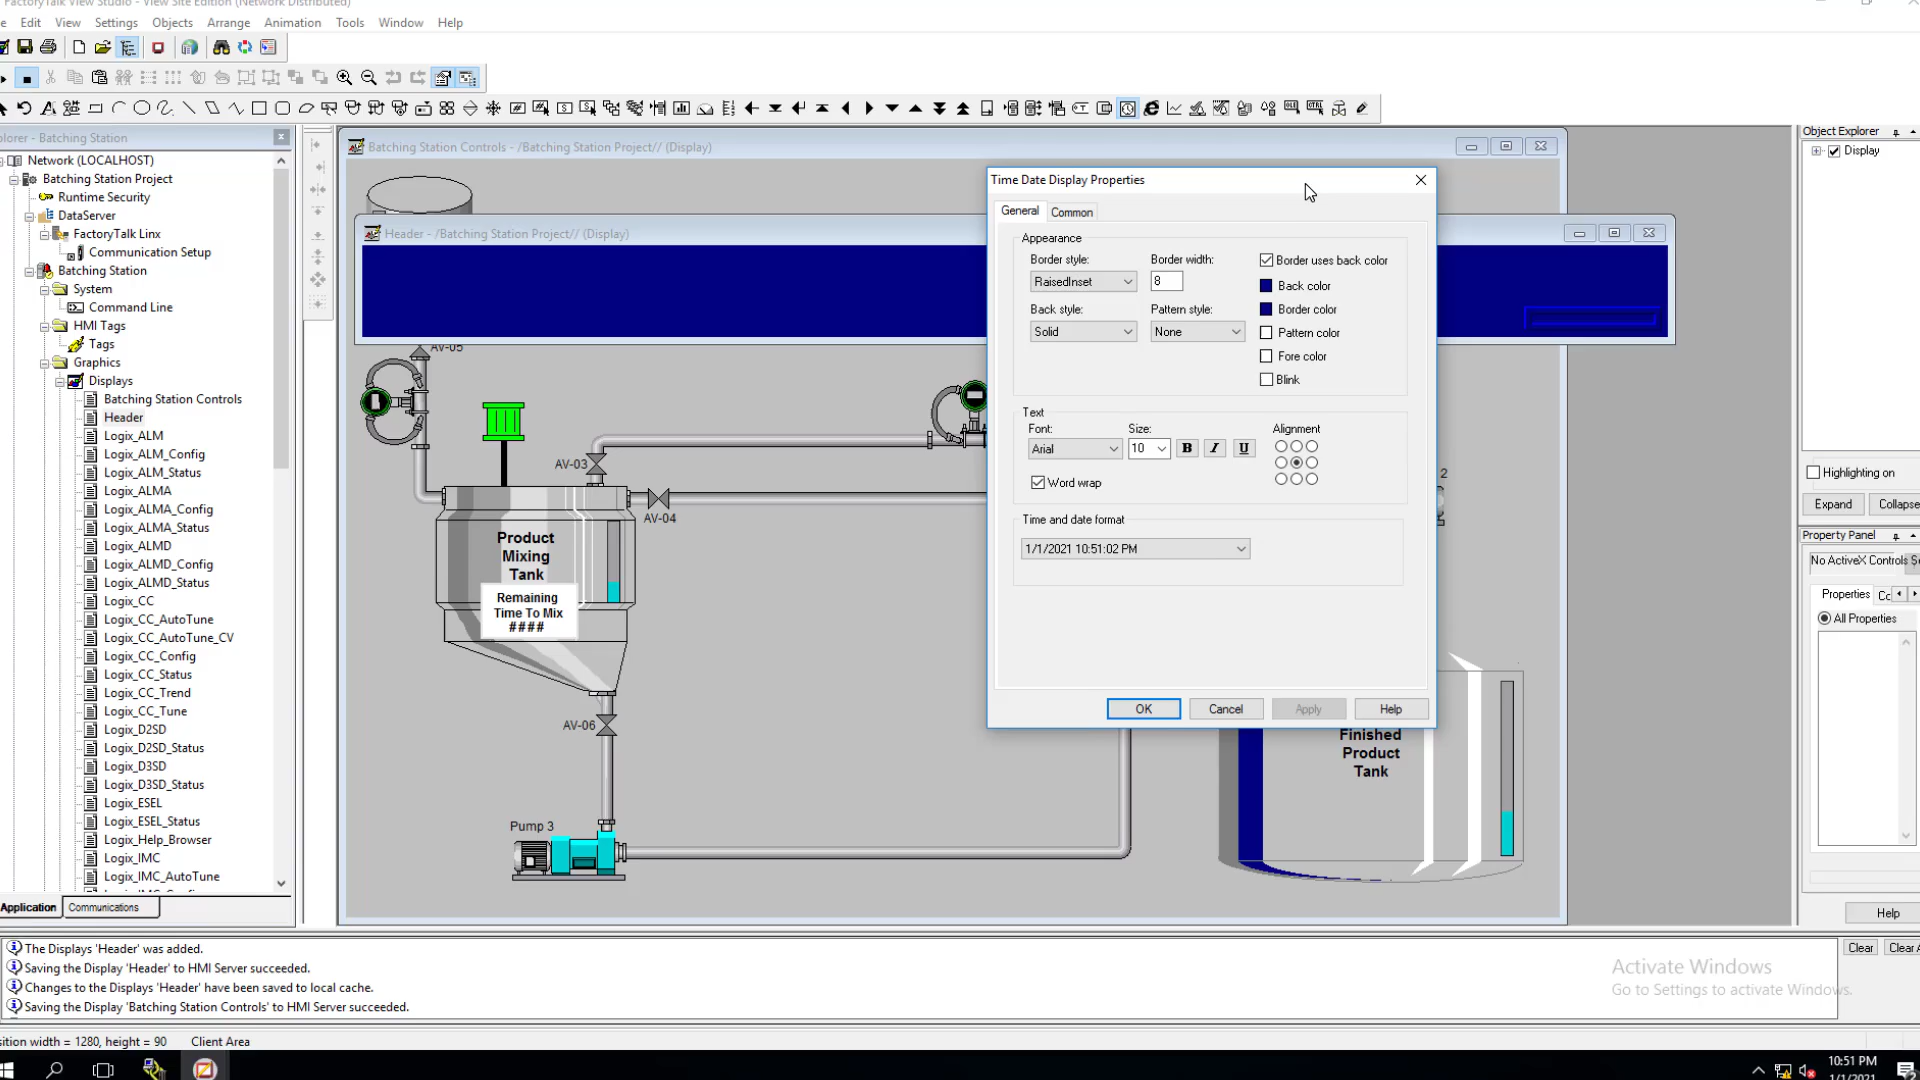 FactoryTalk View Studio - View Site Edition (Network Distributed)
Edit View Settings Objects Arrange Animation Tools Window Help
Explorer - Batching Station
Network (LOCALHOST)
Batching Station Project
Runtime Security
DataServer
FactoryTalk Linx
Communication Setup
Batching Station
System
Command Line
HMI Tags
Tags
Graphics
Displays
Batching Station Controls
Header
Logix_ALM
Logix_ALM_Config
Logix_ALM_Status
Logix_ALMA
Logix_ALMA_Config
Logix_ALMA_Status
Logix_ALMD
Logix_ALMD_Config
Logix_ALMD_Status
Logix_CC
Logix_CC_AutoTune
Logix_CC_AutoTune_CV
Logix_CC_Config
Logix_CC_Status
Logix_CC_Trend
Logix_CC_Tune
Logix_D2SD
Logix_D2SD_Status
Logix_D3SD
Logix_D3SD_Status
Logix_ESEL
Logix_ESEL_Status
Logix_Help_Browser
Logix_IMC
Logix_IMC_AutoTune
Application Communications
Batching Station Controls - /Batching Station Project// (Display)
Header - /Batching Station Project// (Display)
AV-05
AV-03
AV-04
Product
Mixing
Tank
Remaining
Time To Mix
####
AV-06
Pump 3
2
Finished
Product
Tank
Time Date Display Properties
General Common
Appearance
Border style: Border width: Border uses back color
RaisedInset 8 Back color
Back style: Pattern style: Border color
Solid None Pattern color
Fore color
Blink
Text
Font: Size: Alignment
Arial 10 B I U
Word wrap
Time and date format
1/1/2021 10:51:02 PM
OK Cancel Apply Help
Object Explorer
Display
Highlighting on
Expand Collapse
Property Panel
No ActiveX Controls Se
Properties Co
All Properties
Help
The Displays 'Header' was added.
Saving the Display 'Header' to HMI Server succeeded.
Changes to the Displays 'Header' have been saved to local cache.
Saving the Display 'Batching Station Controls' to HMI Server succeeded.
Clear Clear A
Activate Windows
Go to Settings to activate Windows.
sition width = 1280, height = 90 Client Area
10:51 PM
1/1/2021